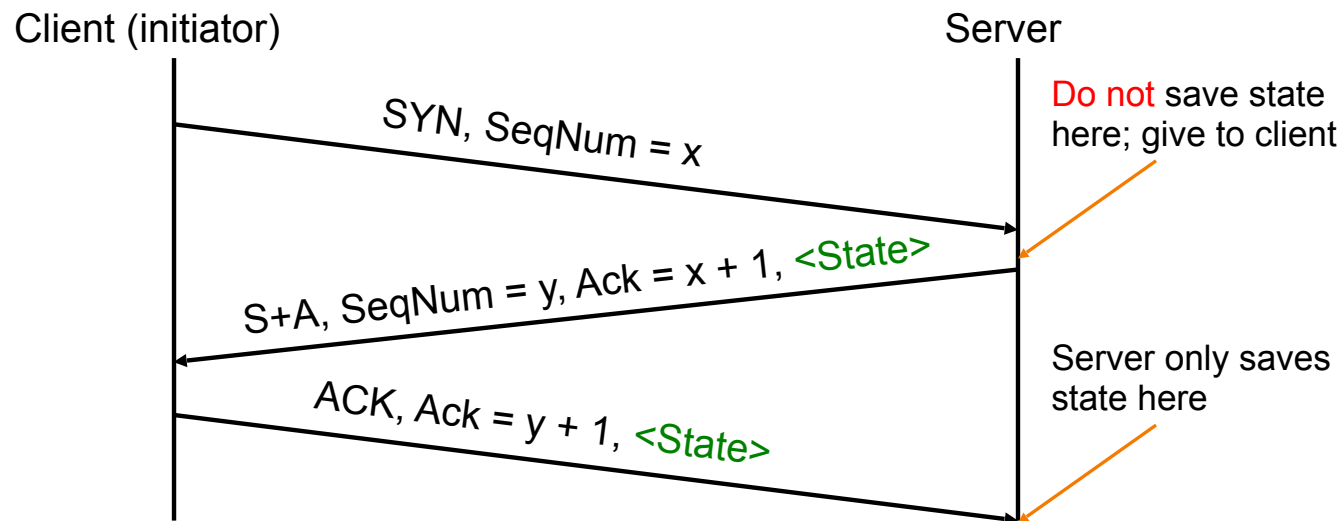 Client (initiator)
Server
Do not save state
here; give to client
SYN, SeqNum = x
S+A, SeqNum = y, Ack = x + 1, <State>
Server only saves
state here
ACK, Ack = y + 1, <State>